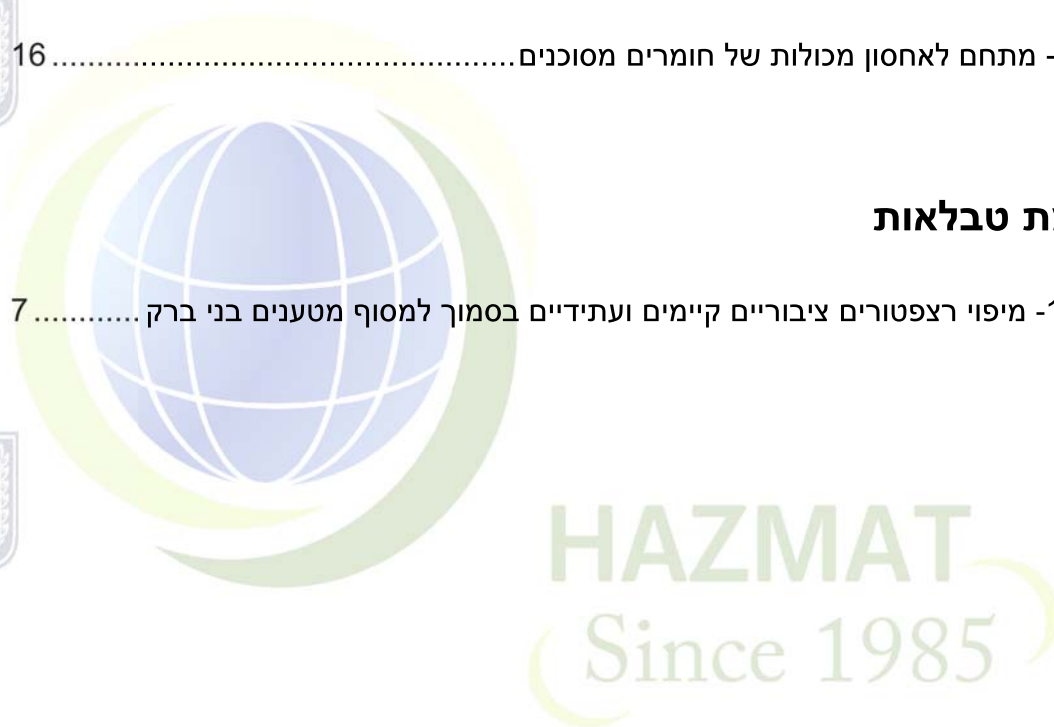 - מתחם לאחסון מכולות של חומרים מסוכנים.................................................... 16
טבלאות
- מיפוי רצפטורים ציבוריים קיימים ועתידיים בסמוך למסוף מטענים בני ברק ............ 7
HAZMAT
Since 1985